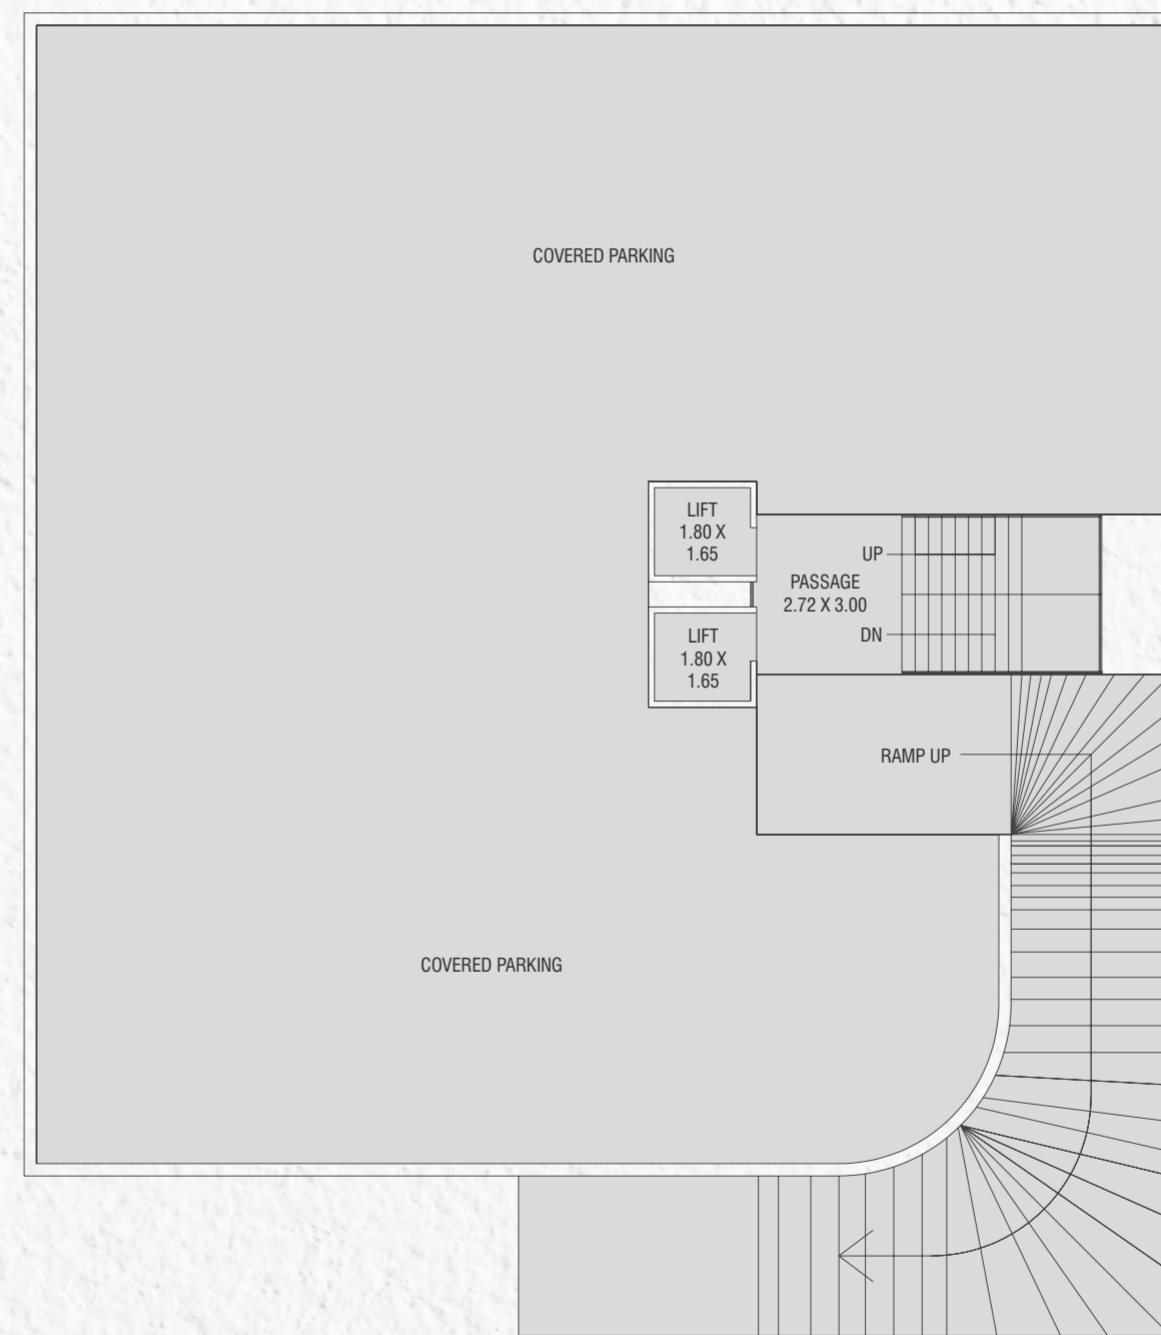 COVERED PARKING
LIFT
1.80 X
1.65
UP
PASSAGE
2.72 X 3.00
DN
LIFT
1.80 X
1.65
RAMP UP
COVERED PARKING